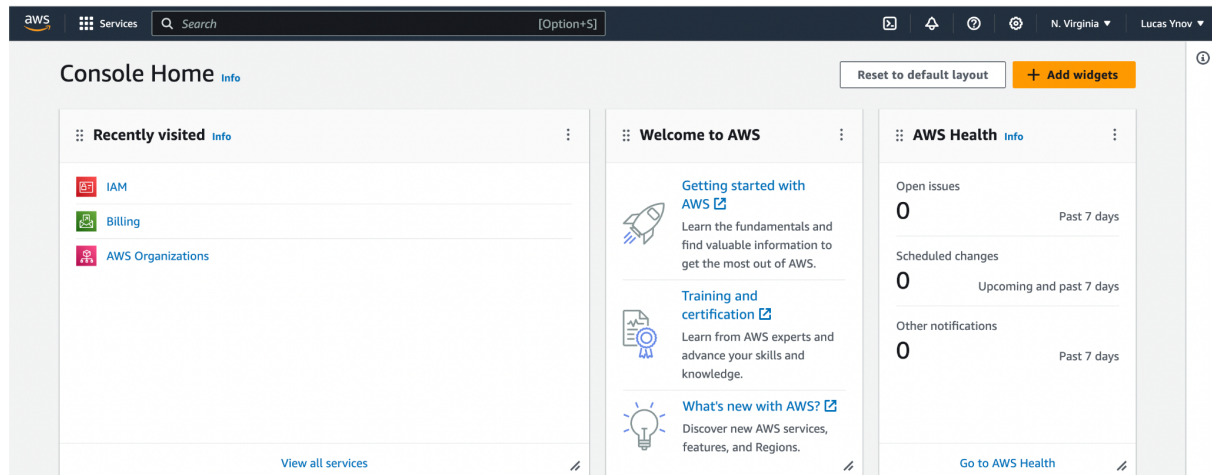 aws Services Search [Option+S] N. Virginia ▼ Lucas Ynov ▼
Console Home Info
Reset to default layout
+ Add widgets
Recently visited Info
IAM
Billing
AWS Organizations
View all services
Welcome to AWS
Getting started with
AWS
Learn the fundamentals and
find valuable information to
get the most out of AWS.
Training and
certification
Learn from AWS experts and
advance your skills and
knowledge.
What's new with AWS?
Discover new AWS services,
features, and Regions.
AWS Health Info
Open issues
0 Past 7 days
Scheduled changes
0 Upcoming and past 7 days
Other notifications
0 Past 7 days
Go to AWS Health